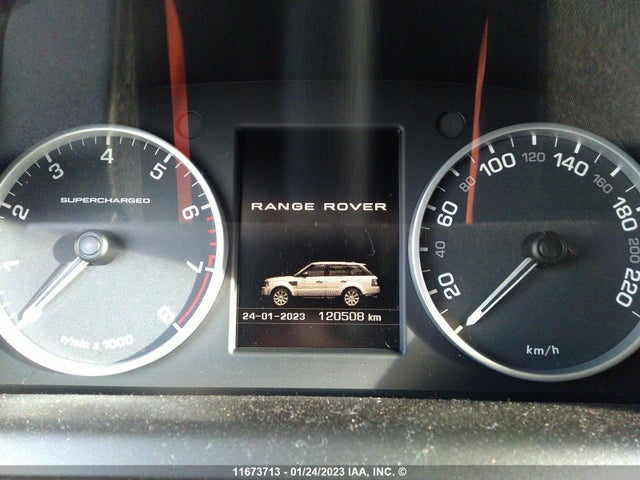 1 2 3 4 5 6 7 8
SUPERCHARGED
r/min x 1000
RANGE ROVER
24-01-2023 120508 km
20 40 60 80 100 120 140 160 180 200 220
km/h
11673713 - 01/24/2023 IAA, INC. ©